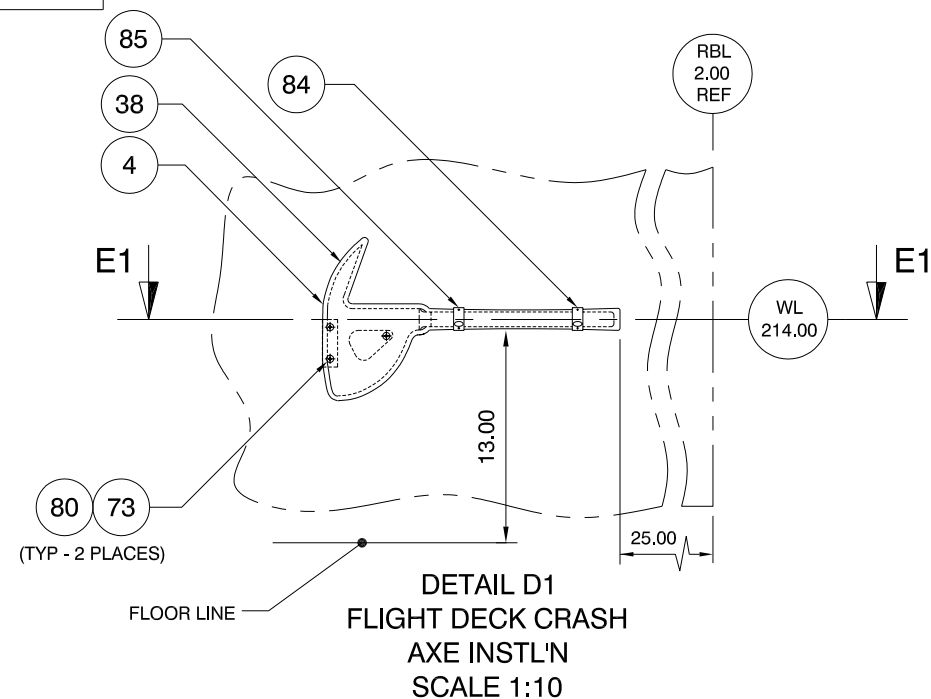 85
RBL
2.00
REF
84
38
4
E1
E1
WL
214.00
13.00
80 73
(TYP - 2 PLACES)
25.00
FLOOR LINE
DETAIL D1
FLIGHT DECK CRASH
AXE INSTL'N
SCALE 1:10